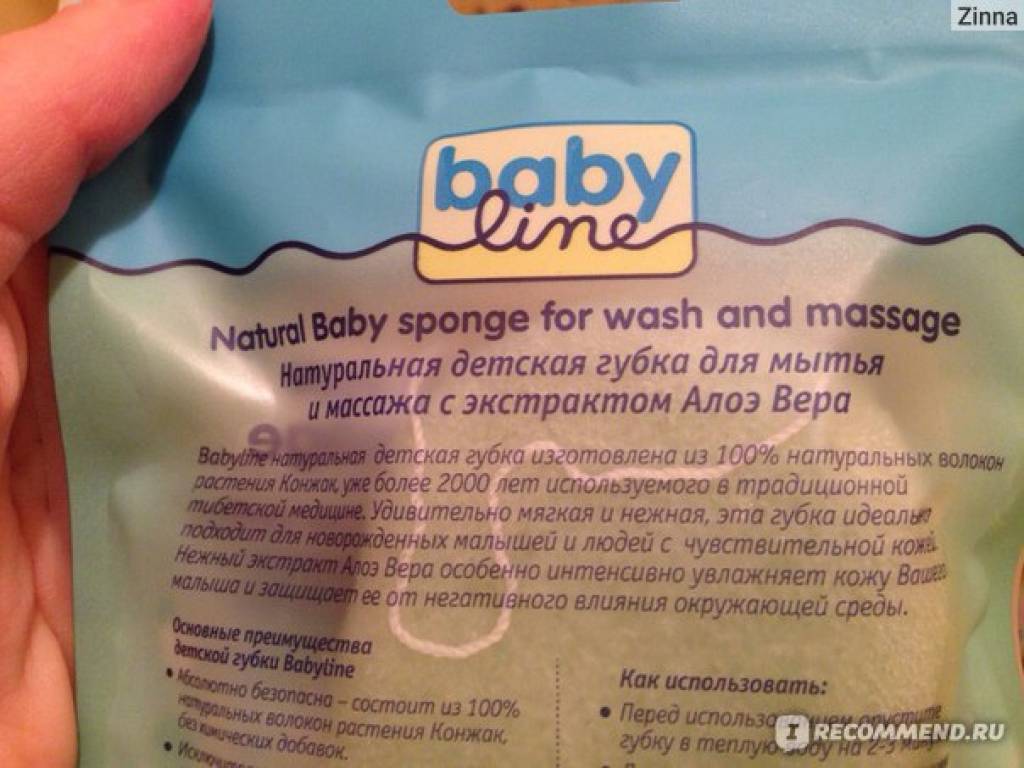 Zinna
baby
line
Natural Baby sponge for wash and massage
Натуральная детская губка для мытья
и массажа с экстрактом Алоэ Вера
Babyline натуральная детская губка изготовлена из 100% натуральных волокон
растения Конжак, уже более 2000 лет используемого в традиционной
тибетской медицине. Удивительно мягкая и нежная, эта губка идеально
подходит для новорожденных малышей и людей с чувствительной кожей.
Нежный экстракт Алоэ Вера особенно интенсивно увлажняет кожу Вашего
малыша и защищает ее от негативного влияния окружающей среды.
Основные преимущества
детской губки Babyline
• Абсолютно безопасна – состоит из 100%
натуральных волокон растения Конжак,
без химических добавок.
•
Как использовать:
• Перед использованием опустите
губку в теплую воду на 2-3
I RECOMMEND.RU